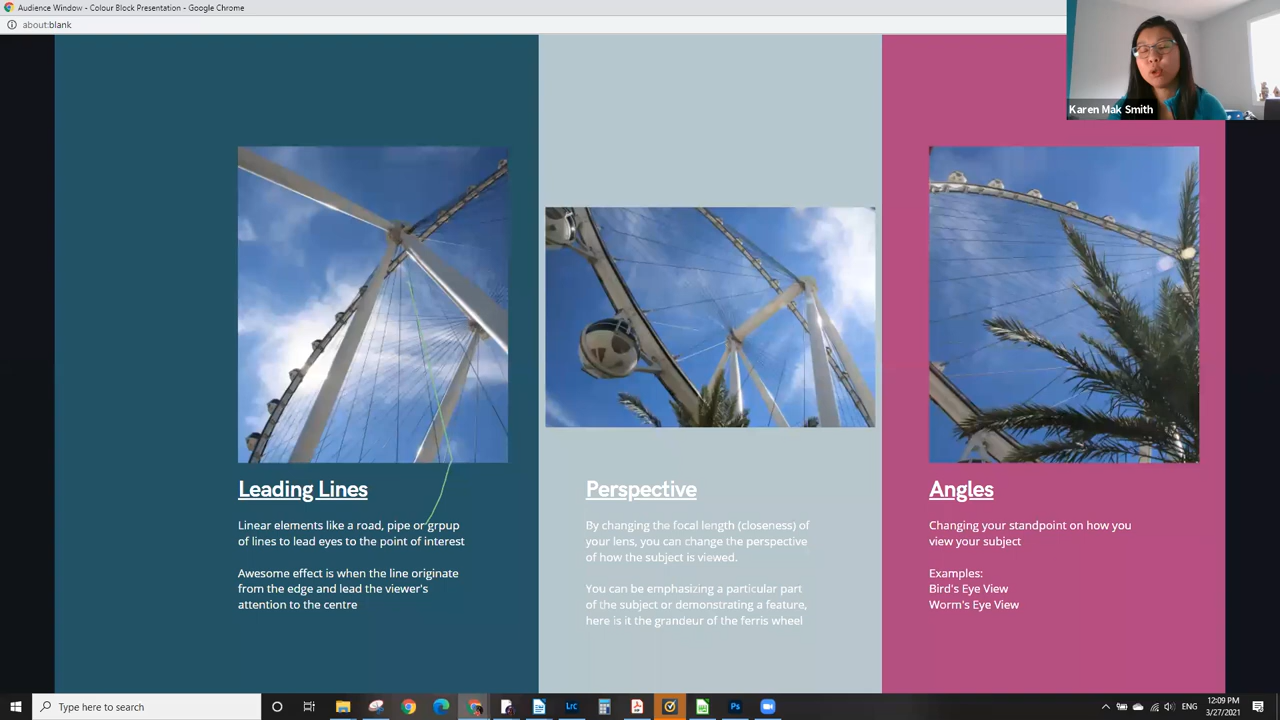 Audience Window - Colour Block Presentation - Google Chrome
about:blank
Karen Mak Smith
Leading Lines
Linear elements like a road, pipe or grpup
of lines to lead eyes to the point of interest
Awesome effect is when the line originate
from the edge and lead the viewer's
attention to the centre
Perspective
By changing the focal length (closeness) of
your lens, you can change the perspective
of how the subject is viewed.
You can be emphasizing a particular part
of the subject or demonstrating a feature,
here is it the grandeur of the ferris wheel
Angles
Changing your standpoint on how you
view your subject
Examples:
Bird's Eye View
Worm's Eye View
Type here to search
Lrc
Ps
ENG
12:09 PM
3/27/2021